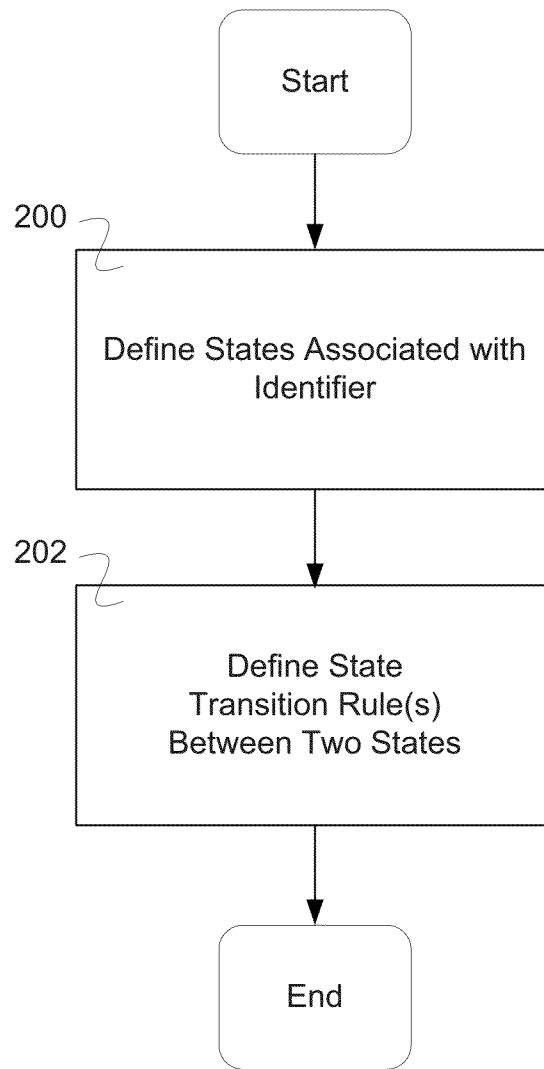 Start
200
Define States Associated with
Identifier
202
Define State
Transition Rule(s)
Between Two States
End